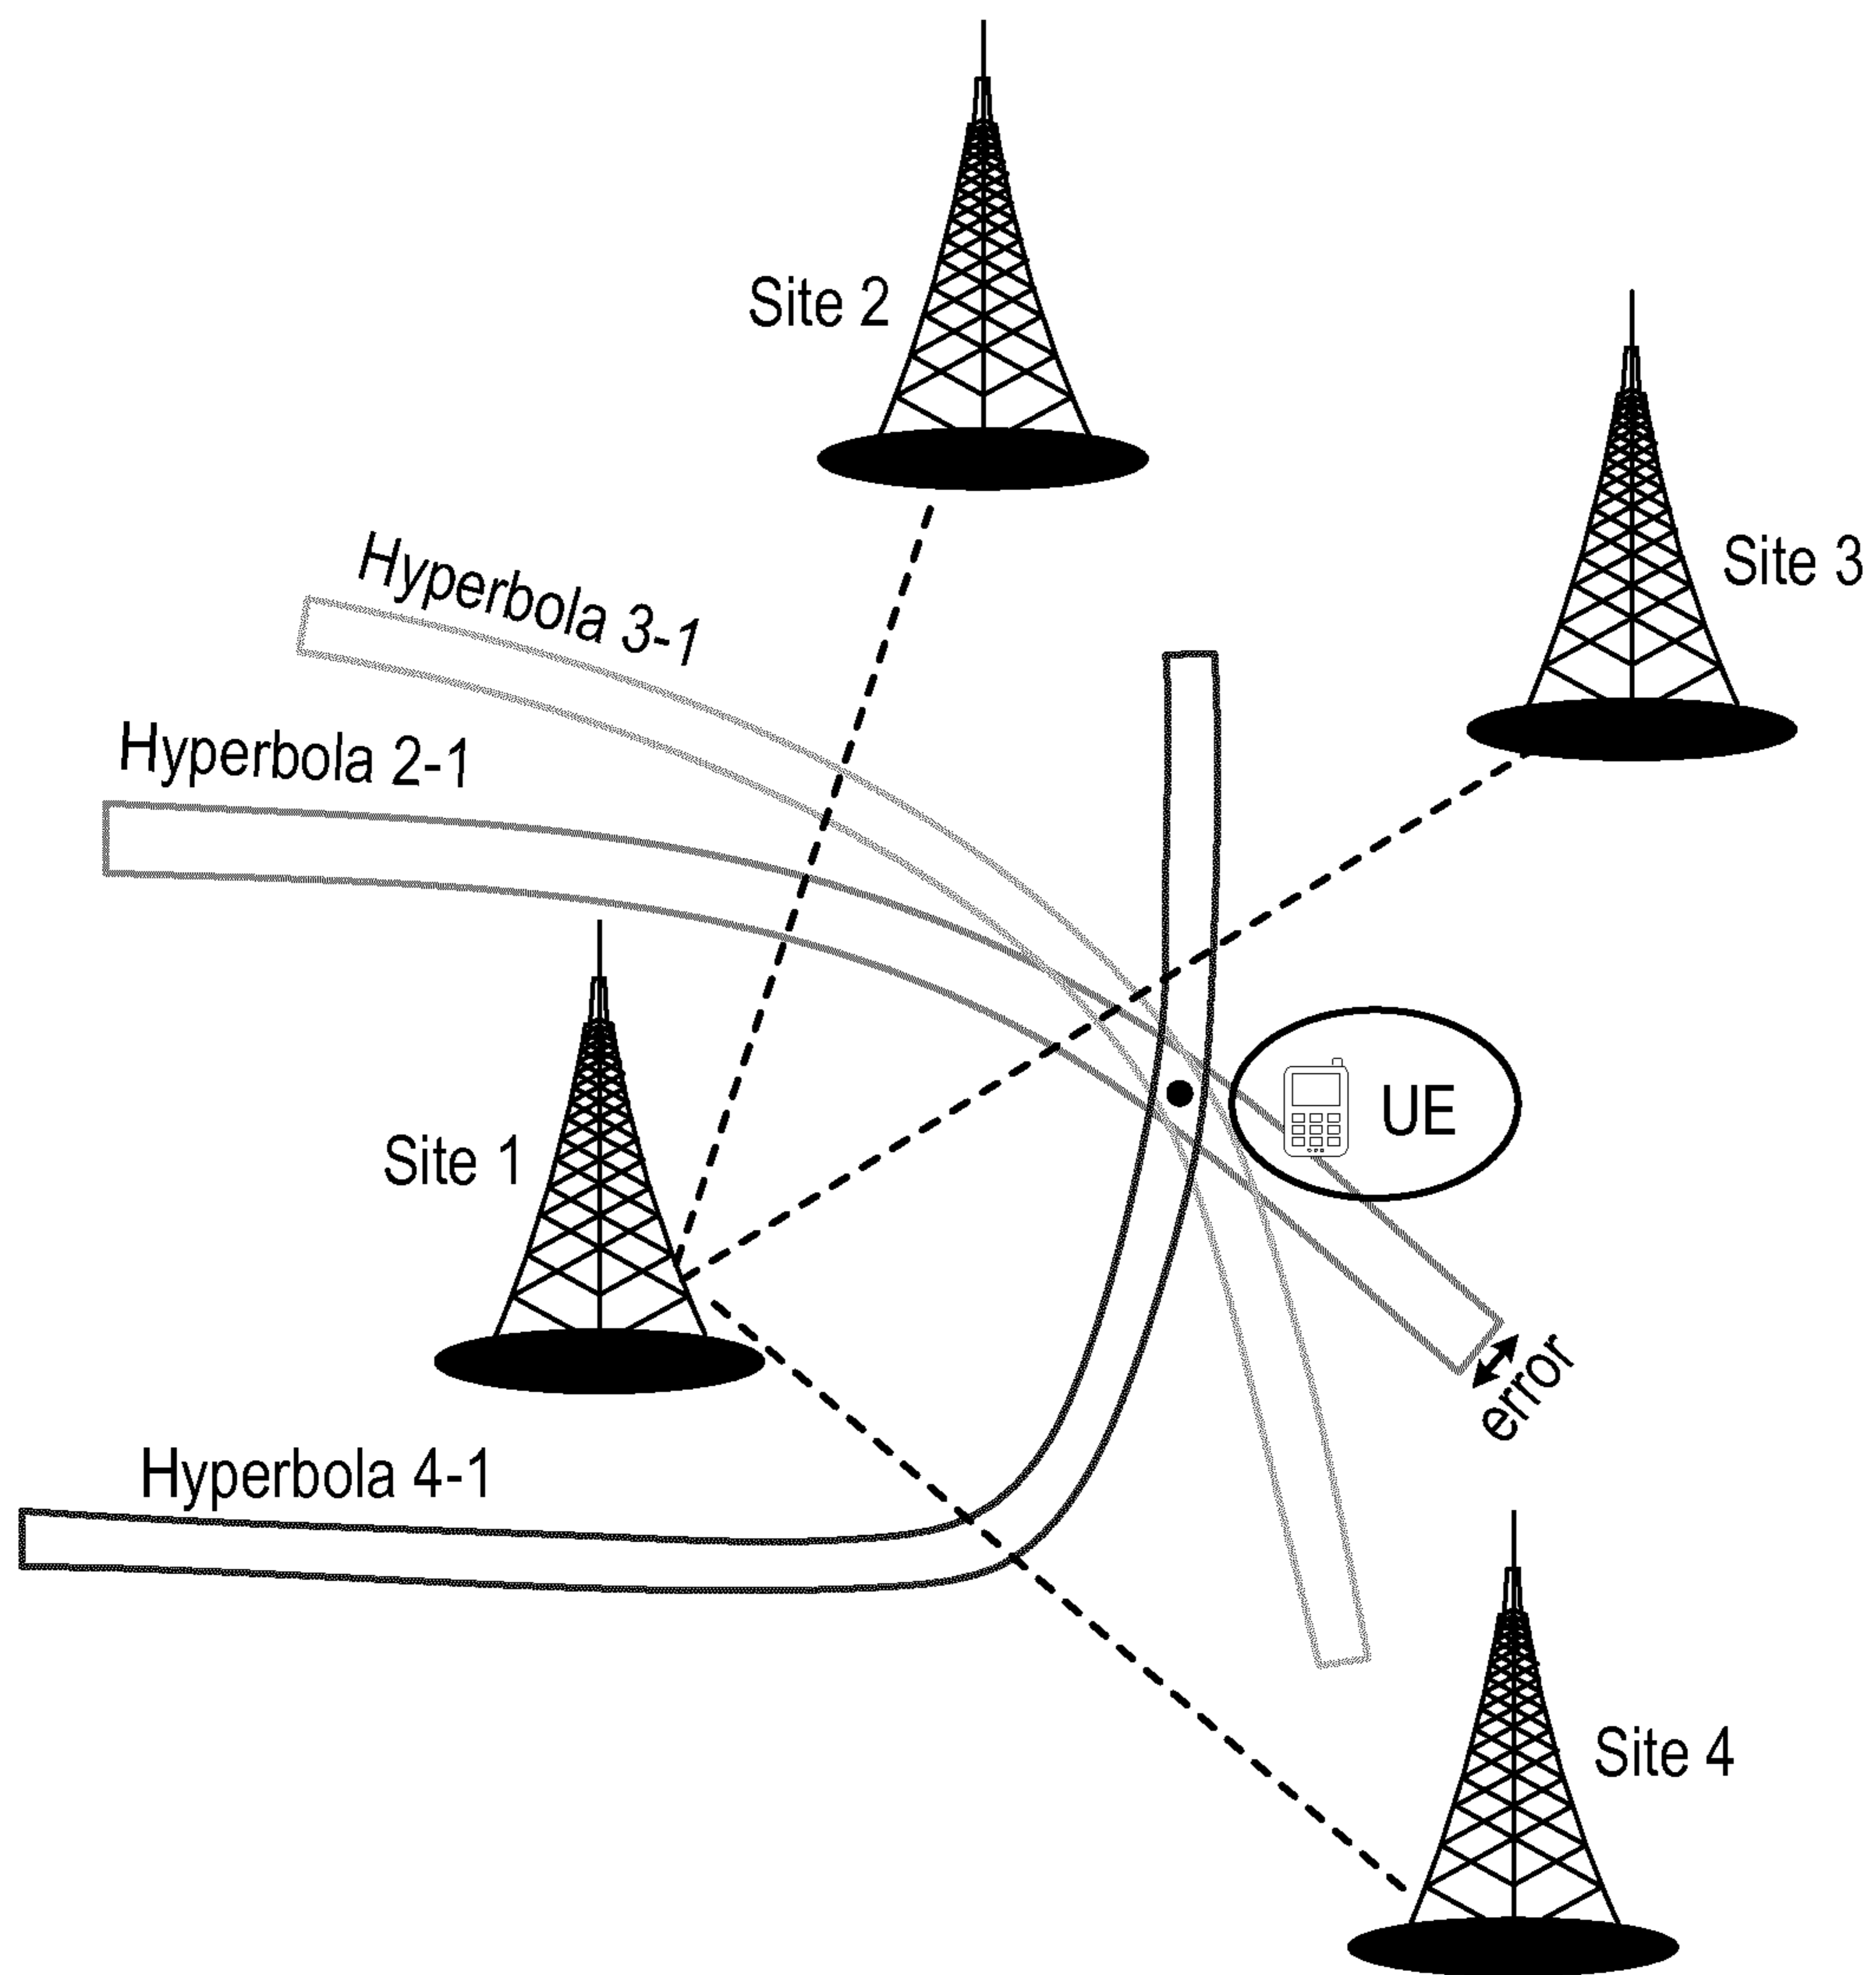 Site 2
Site 3
Hyperbola 3-1
Hyperbola 2-1
UE
Site 1
error
Hyperbola 4-1
Site 4